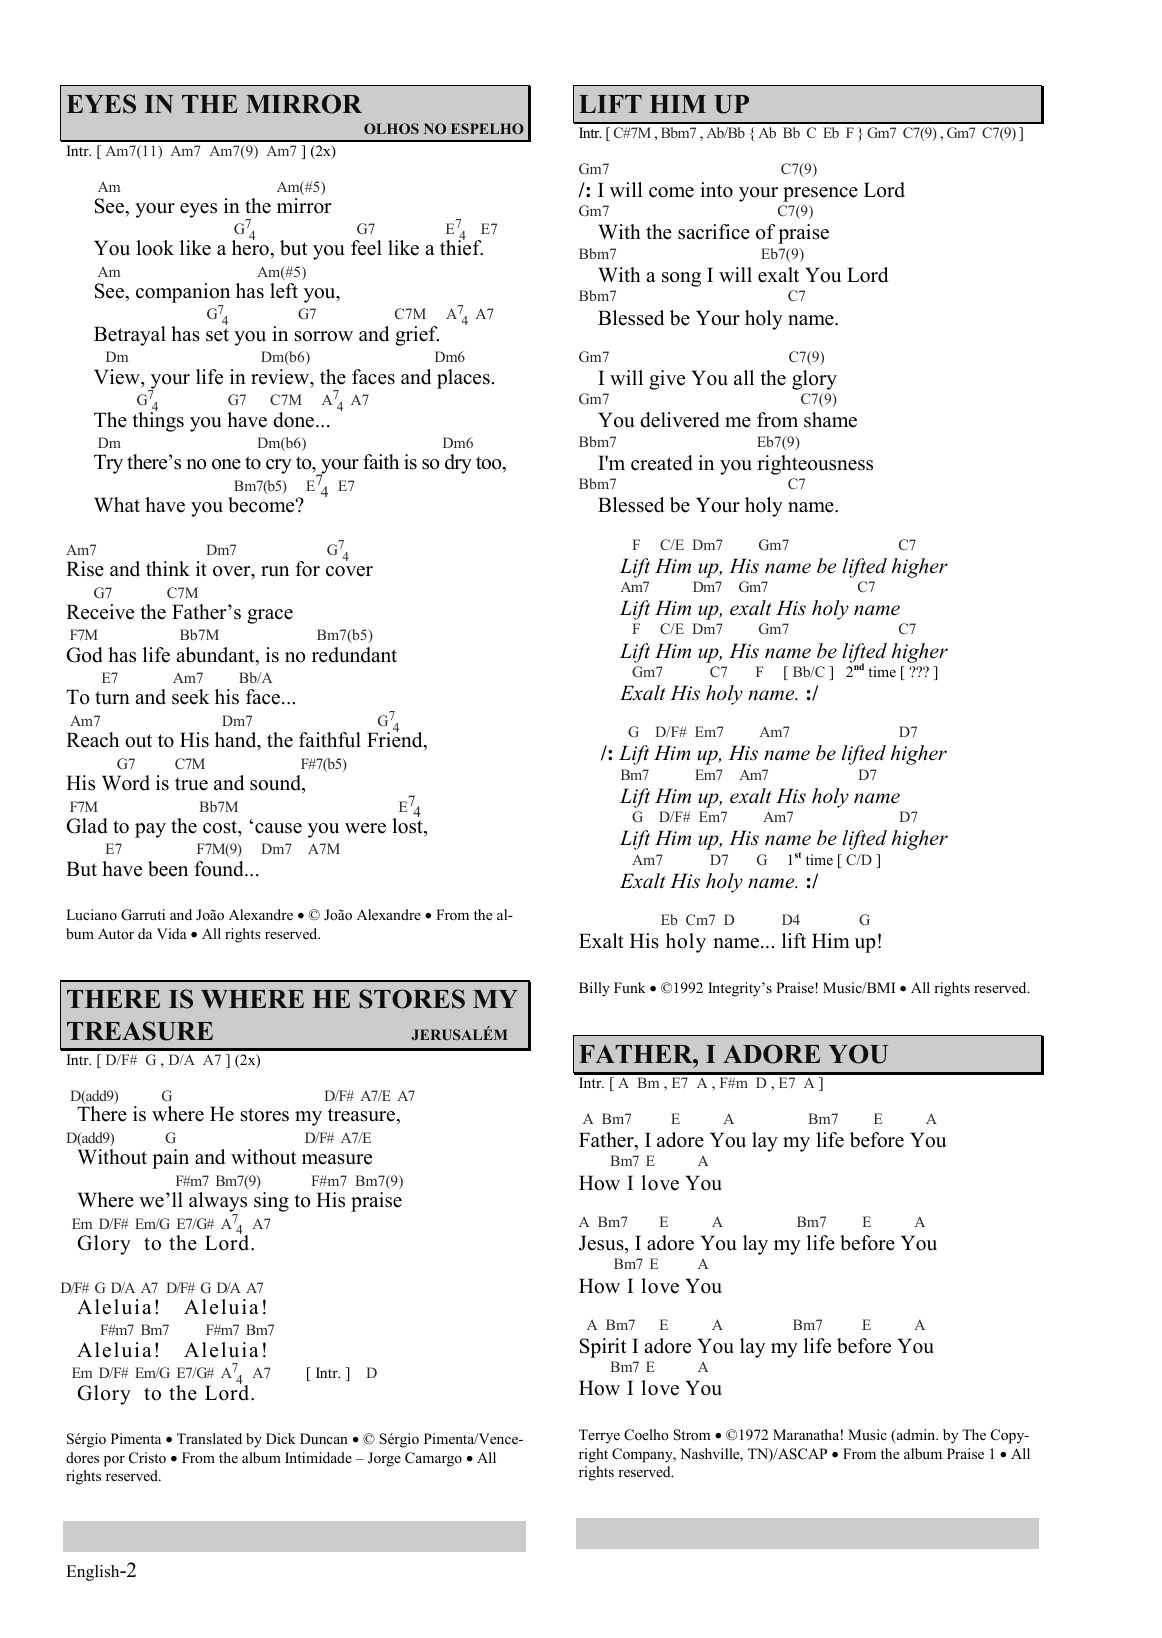 EYES IN THE MIRROR
OLHOS NO ESPELHO
Intr. [ Am7(11) Am7 Am7(9) Am7 ] (2x)
Am Am(#5)
See, your eyes in the mirror
G7/4 G7 E7/4 E7
You look like a hero, but you feel like a thief.
Am Am(#5)
See, companion has left you,
G7/4 G7 C7M A7/4 A7
Betrayal has set you in sorrow and grief.
Dm Dm(b6) Dm6
View, your life in review, the faces and places.
G7/4 G7 C7M A7/4 A7
The things you have done...
Dm Dm(b6) Dm6
Try there’s no one to cry to, your faith is so dry too,
Bm7(b5) E7/4 E7
What have you become?
Am7 Dm7 G7/4
Rise and think it over, run for cover
G7 C7M
Receive the Father’s grace
F7M Bb7M Bm7(b5)
God has life abundant, is no redundant
E7 Am7 Bb/A
To turn and seek his face...
Am7 Dm7 G7/4
Reach out to His hand, the faithful Friend,
G7 C7M F#7(b5)
His Word is true and sound,
F7M Bb7M E7/4
Glad to pay the cost, ‘cause you were lost,
E7 F7M(9) Dm7 A7M
But have been found...
Luciano Garruti and João Alexandre • © João Alexandre • From the al-
bum Autor da Vida • All rights reserved.
THERE IS WHERE HE STORES MY
TREASURE JERUSALÉM
Intr. [ D/F# G , D/A A7 ] (2x)
D(add9) G D/F# A7/E A7
There is where He stores my treasure,
D(add9) G D/F# A7/E
Without pain and without measure
F#m7 Bm7(9) F#m7 Bm7(9)
Where we’ll always sing to His praise
Em D/F# Em/G E7/G# A7/4 A7
Glory to the Lord.
D/F# G D/A A7 D/F# G D/A A7
Aleluia! Aleluia!
F#m7 Bm7 F#m7 Bm7
Aleluia! Aleluia!
Em D/F# Em/G E7/G# A7/4 A7 [ Intr. ] D
Glory to the Lord.
Sérgio Pimenta • Translated by Dick Duncan • © Sérgio Pimenta/Vence-
dores por Cristo • From the album Intimidade – Jorge Camargo • All
rights reserved.
English-2
LIFT HIM UP
Intr. [ C#7M , Bbm7 , Ab/Bb { Ab Bb C Eb F } Gm7 C7(9) , Gm7 C7(9) ]
Gm7 C7(9)
/: I will come into your presence Lord
Gm7 C7(9)
With the sacrifice of praise
Bbm7 Eb7(9)
With a song I will exalt You Lord
Bbm7 C7
Blessed be Your holy name.
Gm7 C7(9)
I will give You all the glory
Gm7 C7(9)
You delivered me from shame
Bbm7 Eb7(9)
I'm created in you righteousness
Bbm7 C7
Blessed be Your holy name.
F C/E Dm7 Gm7 C7
Lift Him up, His name be lifted higher
Am7 Dm7 Gm7 C7
Lift Him up, exalt His holy name
F C/E Dm7 Gm7 C7
Lift Him up, His name be lifted higher
Gm7 C7 F [ Bb/C ] 2nd time [ ??? ]
Exalt His holy name. :/
G D/F# Em7 Am7 D7
/: Lift Him up, His name be lifted higher
Bm7 Em7 Am7 D7
Lift Him up, exalt His holy name
G D/F# Em7 Am7 D7
Lift Him up, His name be lifted higher
Am7 D7 G 1st time [ C/D ]
Exalt His holy name. :/
Eb Cm7 D D4 G
Exalt His holy name... lift Him up!
Billy Funk • ©1992 Integrity’s Praise! Music/BMI • All rights reserved.
FATHER, I ADORE YOU
Intr. [ A Bm , E7 A , F#m D , E7 A ]
A Bm7 E A Bm7 E A
Father, I adore You lay my life before You
Bm7 E A
How I love You
A Bm7 E A Bm7 E A
Jesus, I adore You lay my life before You
Bm7 E A
How I love You
A Bm7 E A Bm7 E A
Spirit I adore You lay my life before You
Bm7 E A
How I love You
Terrye Coelho Strom • ©1972 Maranatha! Music (admin. by The Copy-
right Company, Nashville, TN)/ASCAP • From the album Praise 1 • All
rights reserved.